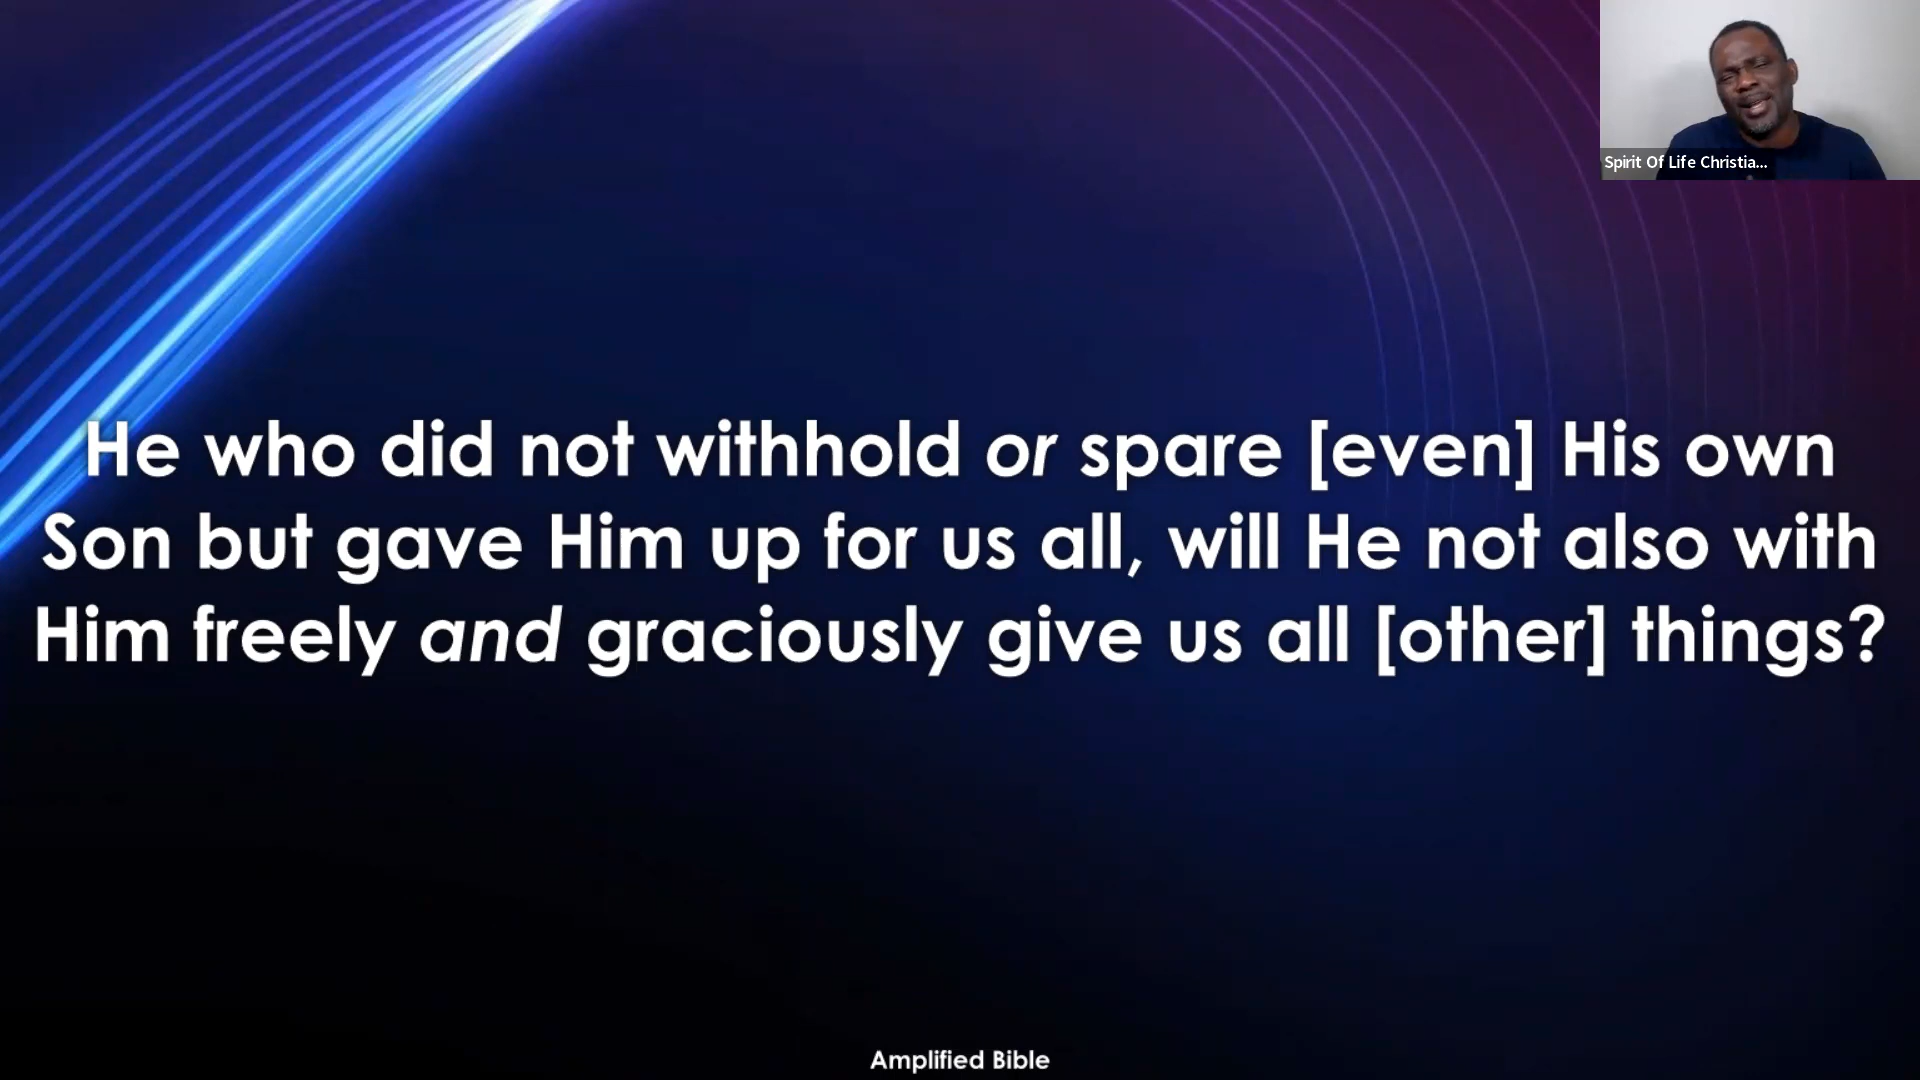 Spirit Of Life Christia...
He who did not withhold or spare [even] His own
Son but gave Him up for us all, will He not also with
Him freely and graciously give us all [other] things?
Amplified Bible